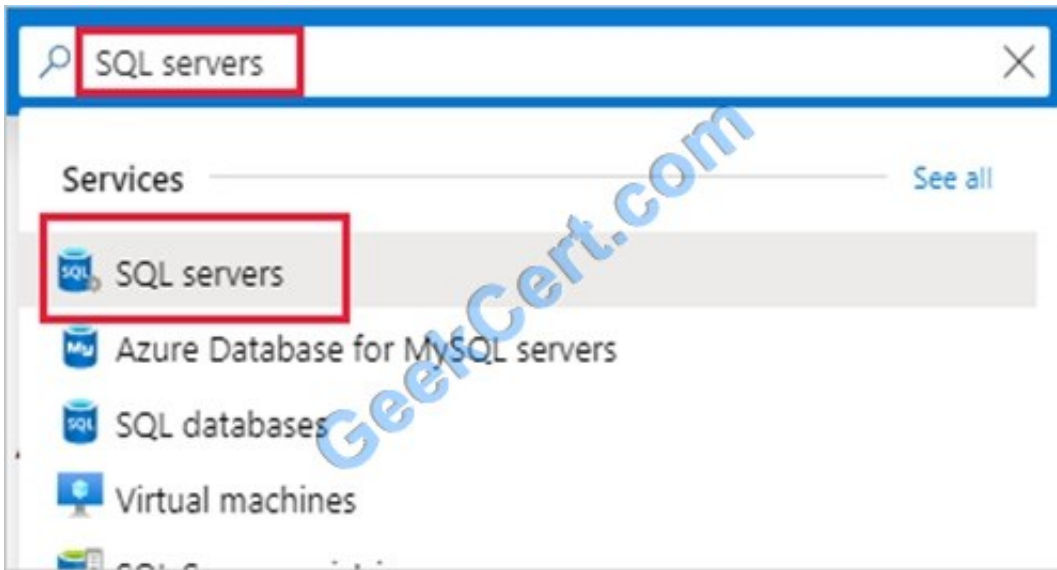 SQL servers
Services
See all
SQL servers
Azure Database for MySQL servers
SQL databases
Virtual machines
GeekCert.com